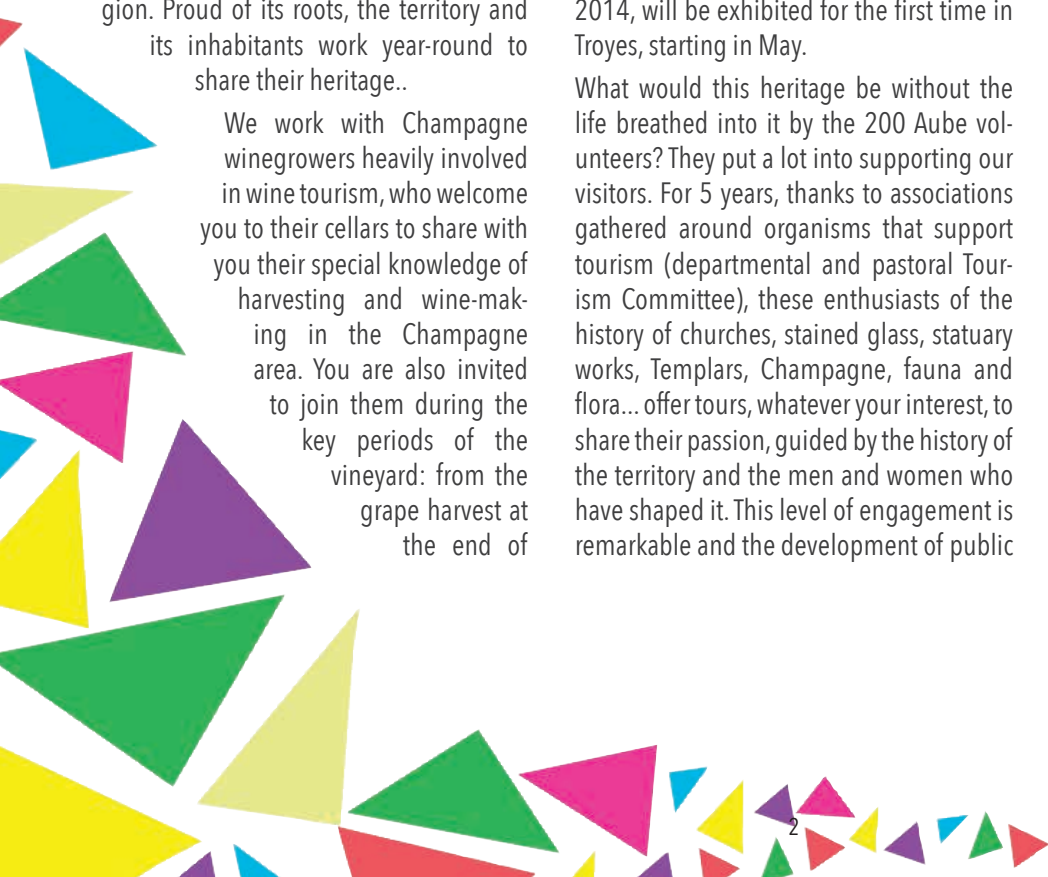 gion. Proud of its roots, the territory and
its inhabitants work year-round to
share their heritage..
We work with Champagne
winegrowers heavily involved
in wine tourism, who welcome
you to their cellars to share with
you their special knowledge of
harvesting and wine-mak-
ing in the Champagne
area. You are also invited
to join them during the
key periods of the
vineyard: from the
grape harvest at
the end of
2014, will be exhibited for the first time in
Troyes, starting in May.
What would this heritage be without the
life breathed into it by the 200 Aube vol-
unteers? They put a lot into supporting our
visitors. For 5 years, thanks to associations
gathered around organisms that support
tourism (departmental and pastoral Tour-
ism Committee), these enthusiasts of the
history of churches, stained glass, statuary
works, Templars, Champagne, fauna and
flora... offer tours, whatever your interest, to
share their passion, guided by the history of
the territory and the men and women who
have shaped it. This level of engagement is
remarkable and the development of public
2